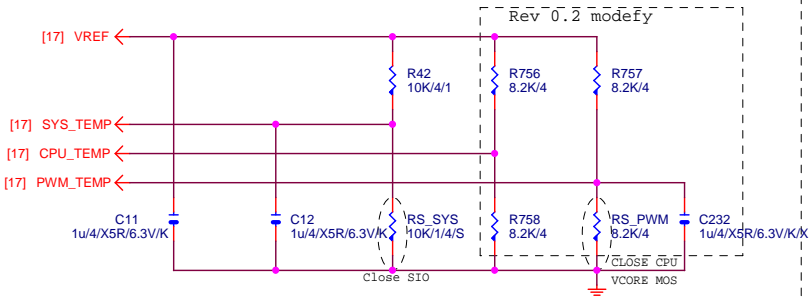 Rev 0.2 modefy
[17] VREF
R42
10K/4/1
R756
8.2K/4
R757
8.2K/4
[17] SYS_TEMP
[17] CPU_TEMP
[17] PWM_TEMP
C11
1u/4/X5R/6.3V/K
C12
1u/4/X5R/6.3V/K
RS_SYS
10K/1/4/S
R758
8.2K/4
RS_PWM
8.2K/4
C232
1u/4/X5R/6.3V/K/X
Close SIO
CLOSE CPU
VCORE MOS